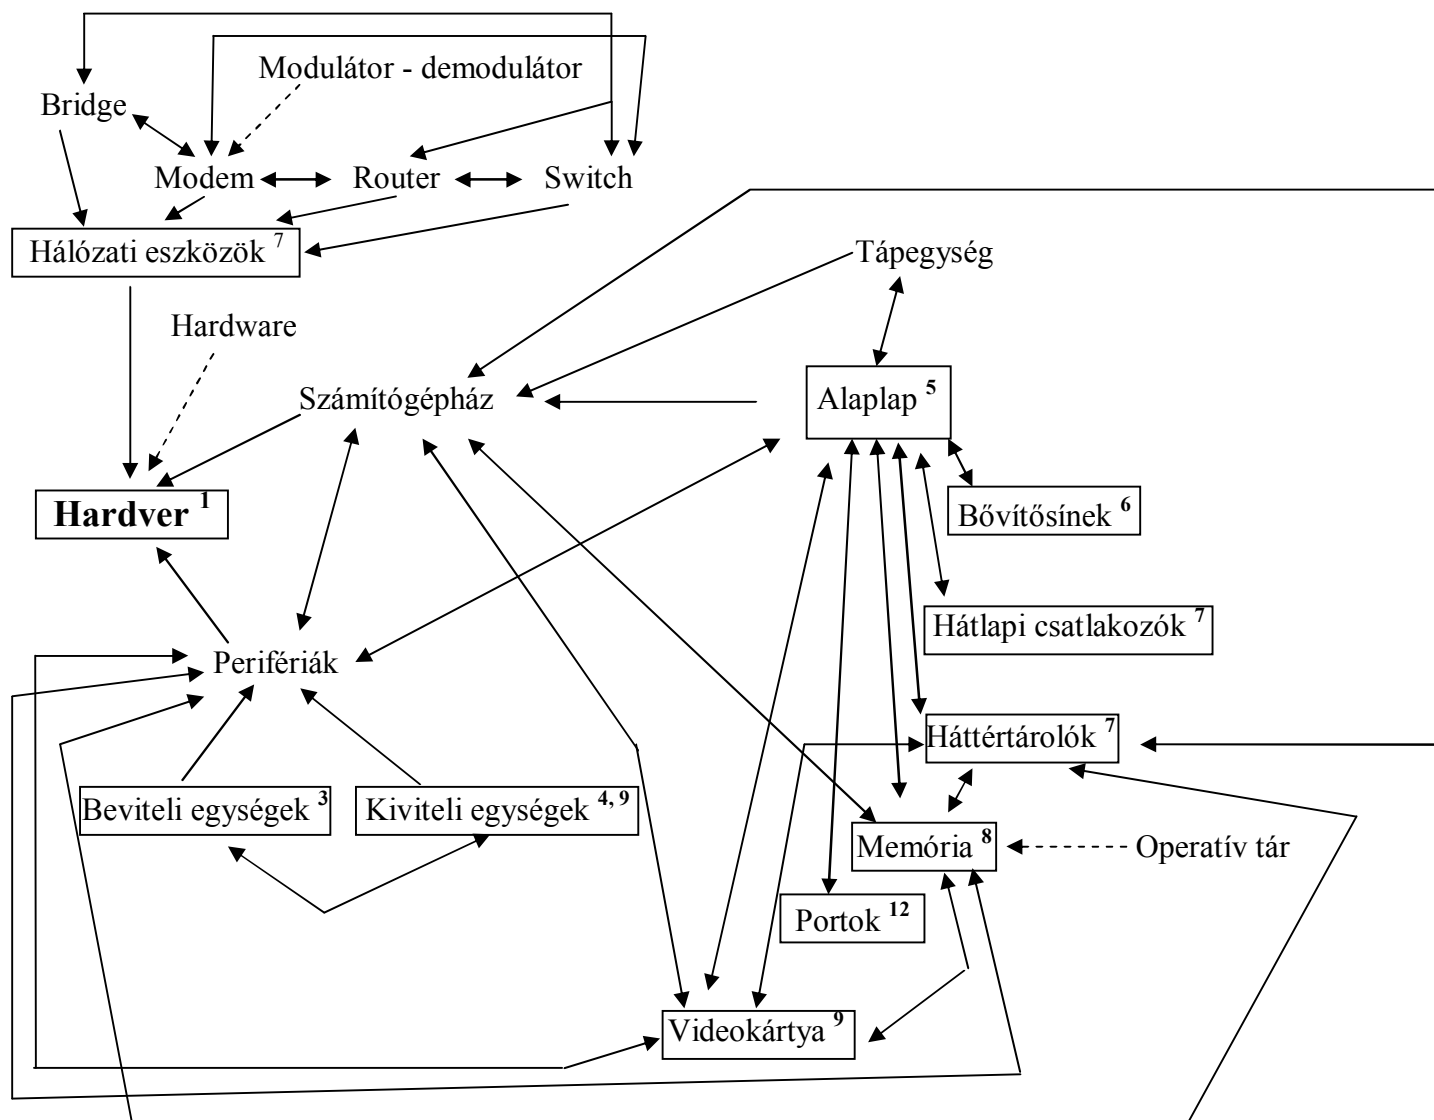 Modulátor - demodulátor
Bridge
Modem
Router
Switch
Hálózati eszközök 7
Tápegység
Hardware
Számítógépház
Alaplap 5
Hardver 1
Bővítősínek 6
Hátlapi csatlakozók 7
Perifériák
Háttértárolók 7
Beviteli egységek 3
Kiviteli egységek 4, 9
Memória 8
Operatív tár
Portok 12
Videokártya 9